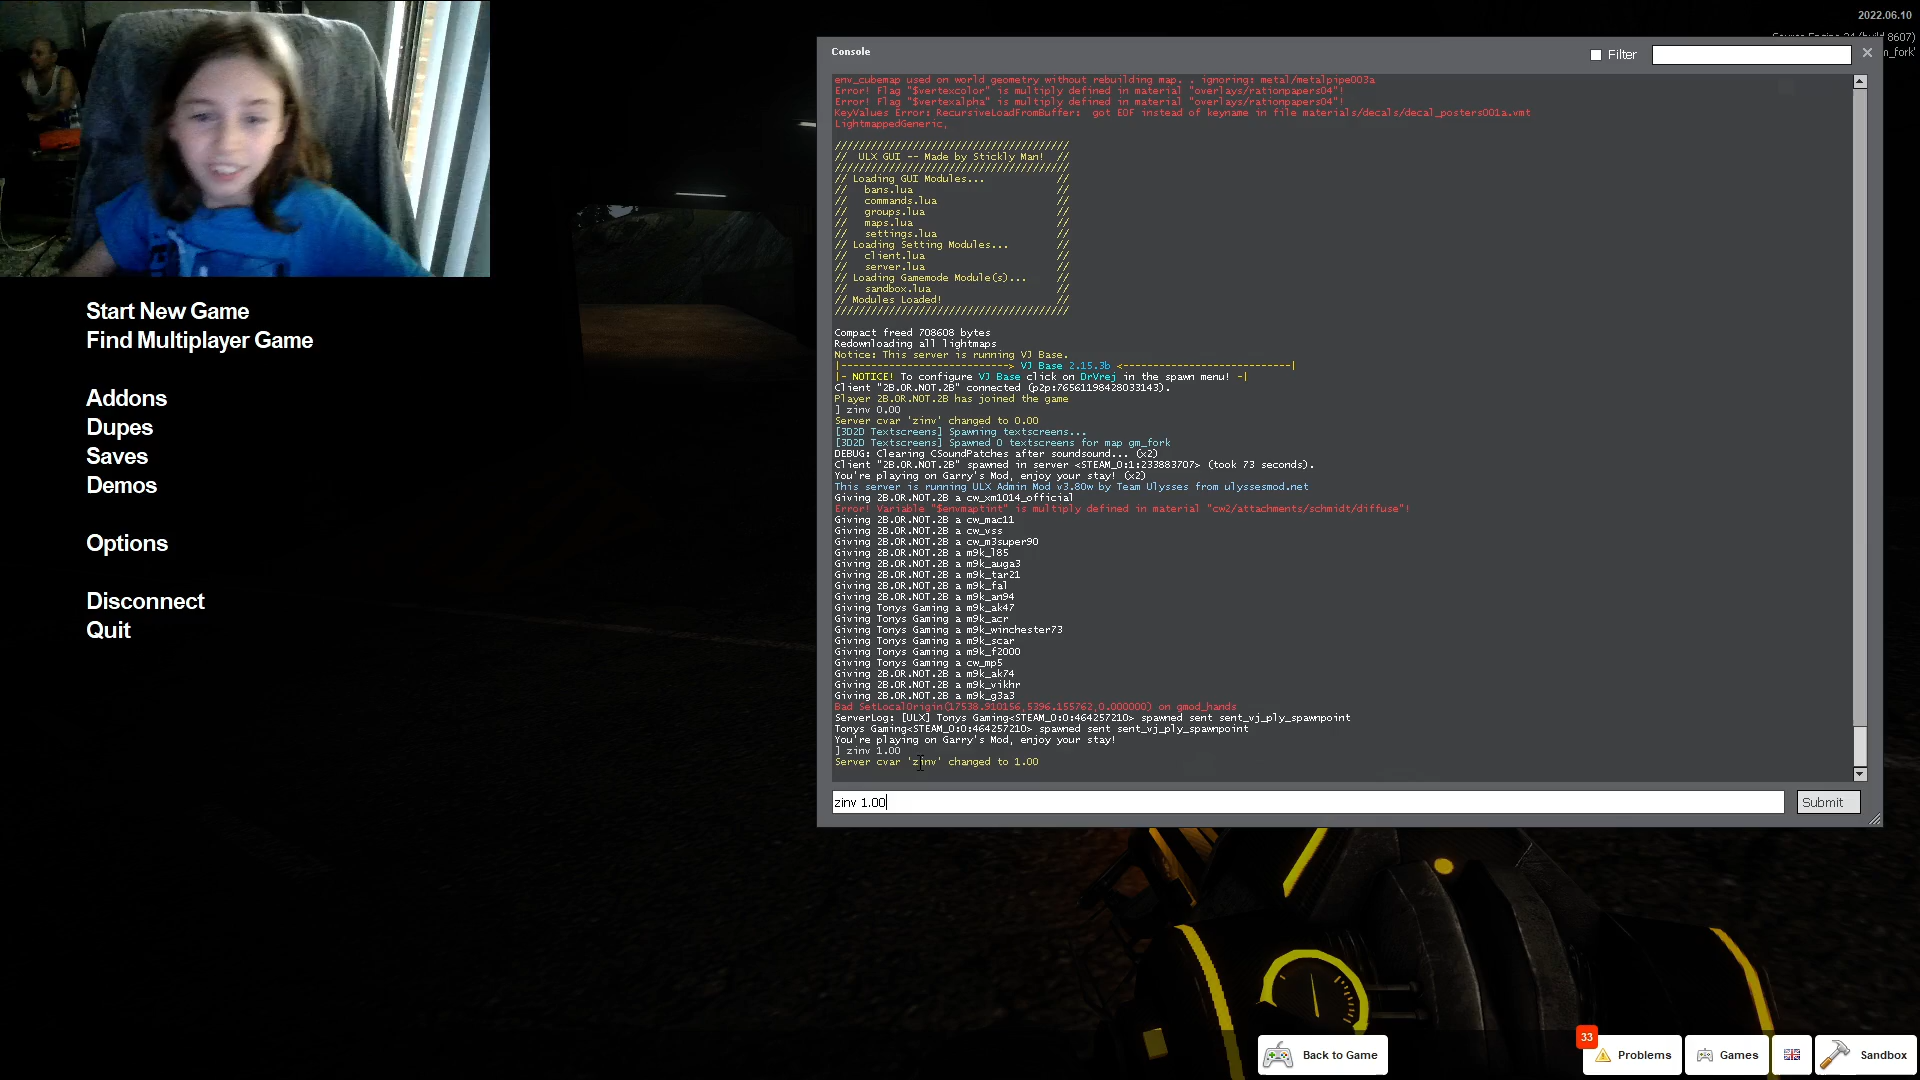 2022.06.10
8607)
m_fork'
Console
Filter
env_cubemap used on world geometry without rebuilding map. . ignoring: metal/metalpipe003a
Error! Flag "$vertexcolor" is multiply defined in material "overlays/rationpapers04"!
Error! Flag "$vertexalpha" is multiply defined in material "overlays/rationpapers04"!
KeyValues Error: RecursiveLoadFromBuffer:  got EOF instead of keyname in file materials/decals/decal_posters001a.vmt
LightmappedGeneric,
///////////////////////////////////////
//  ULX GUI -- Made by Stickly Man!  //
///////////////////////////////////////
// Loading GUI Modules...            //
//   bans.lua                        //
//   commands.lua                    //
//   groups.lua                      //
//   maps.lua                        //
//   settings.lua                    //
// Loading Setting Modules...        //
//   client.lua                      //
//   server.lua                      //
// Loading Gamemode Module(s)...     //
//   sandbox.lua                     //
// Modules Loaded!                   //
///////////////////////////////////////
Compact freed 708608 bytes
Redownloading all lightmaps
Notice: This server is running VJ Base.
|----------------------------> VJ Base 2.15.3b <----------------------------|
|- NOTICE! To configure VJ Base click on DrVrej in the spawn menu! -|
Client "2B.OR.NOT.2B" connected (p2p:76561198428033143).
Player 2B.OR.NOT.2B has joined the game
] zinv 0.00
Server cvar 'zinv' changed to 0.00
[3D2D Textscreens] Spawning textscreens...
[3D2D Textscreens] Spawned 0 textscreens for map gm_fork
DEBUG: Clearing CSoundPatches after soundsound... (x2)
Client "2B.OR.NOT.2B" spawned in server <STEAM_0:1:233883707> (took 73 seconds).
You're playing on Garry's Mod, enjoy your stay! (x2)
This server is running ULX Admin Mod v3.80w by Team Ulysses from ulyssesmod.net
Giving 2B.OR.NOT.2B a cw_xm1014_official
Error! Variable "$envmaptint" is multiply defined in material "cw2/attachments/schmidt/diffuse"!
Giving 2B.OR.NOT.2B a cw_mac11
Giving 2B.OR.NOT.2B a cw_vss
Giving 2B.OR.NOT.2B a cw_m3super90
Giving 2B.OR.NOT.2B a m9k_l85
Giving 2B.OR.NOT.2B a m9k_auga3
Giving 2B.OR.NOT.2B a m9k_tar21
Giving 2B.OR.NOT.2B a m9k_fal
Giving 2B.OR.NOT.2B a m9k_an94
Giving Tonys Gaming a m9k_ak47
Giving Tonys Gaming a m9k_acr
Giving Tonys Gaming a m9k_winchester73
Giving Tonys Gaming a m9k_scar
Giving Tonys Gaming a m9k_f2000
Giving Tonys Gaming a cw_mp5
Giving 2B.OR.NOT.2B a m9k_ak74
Giving 2B.OR.NOT.2B a m9k_vikhr
Giving 2B.OR.NOT.2B a m9k_g3a3
Bad SetLocalOrigin(17538.910156,5396.155762,0.000000) on gmod_hands
ServerLog: [ULX] Tonys Gaming<STEAM_0:0:464257210> spawned sent sent_vj_ply_spawnpoint
Tonys Gaming<STEAM_0:0:464257210> spawned sent sent_vj_ply_spawnpoint
You're playing on Garry's Mod, enjoy your stay!
] zinv 1.00
Server cvar 'zinv' changed to 1.00
zinv 1.00
Submit
Start New Game
Find Multiplayer Game
Addons
Dupes
Saves
Demos
Options
Disconnect
Quit
Back to Game
33
Problems
Games
Sandbox